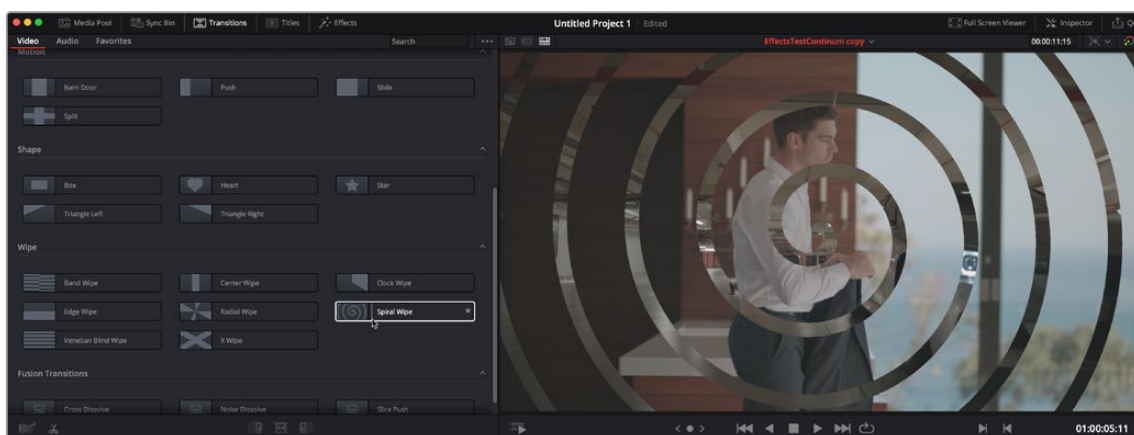 Media Pool Sync Bin Transitions Titles Effects Untitled Project 1 Edited Full Screen Viewer Inspector
Video Audio Favorites Search EffectsTestContinum copy 00:00:11:15
Motion
Barn Door Push Slide
Split
Shape
Box Heart Star
Triangle Left Triangle Right
Wipe
Band Wipe Center Wipe Clock Wipe
Edge Wipe Radial Wipe Spiral Wipe
Venetian Blind Wipe X Wipe
Fusion Transitions
Cross Dissolve Noise Dissolve Slice Push
01:00:05:11